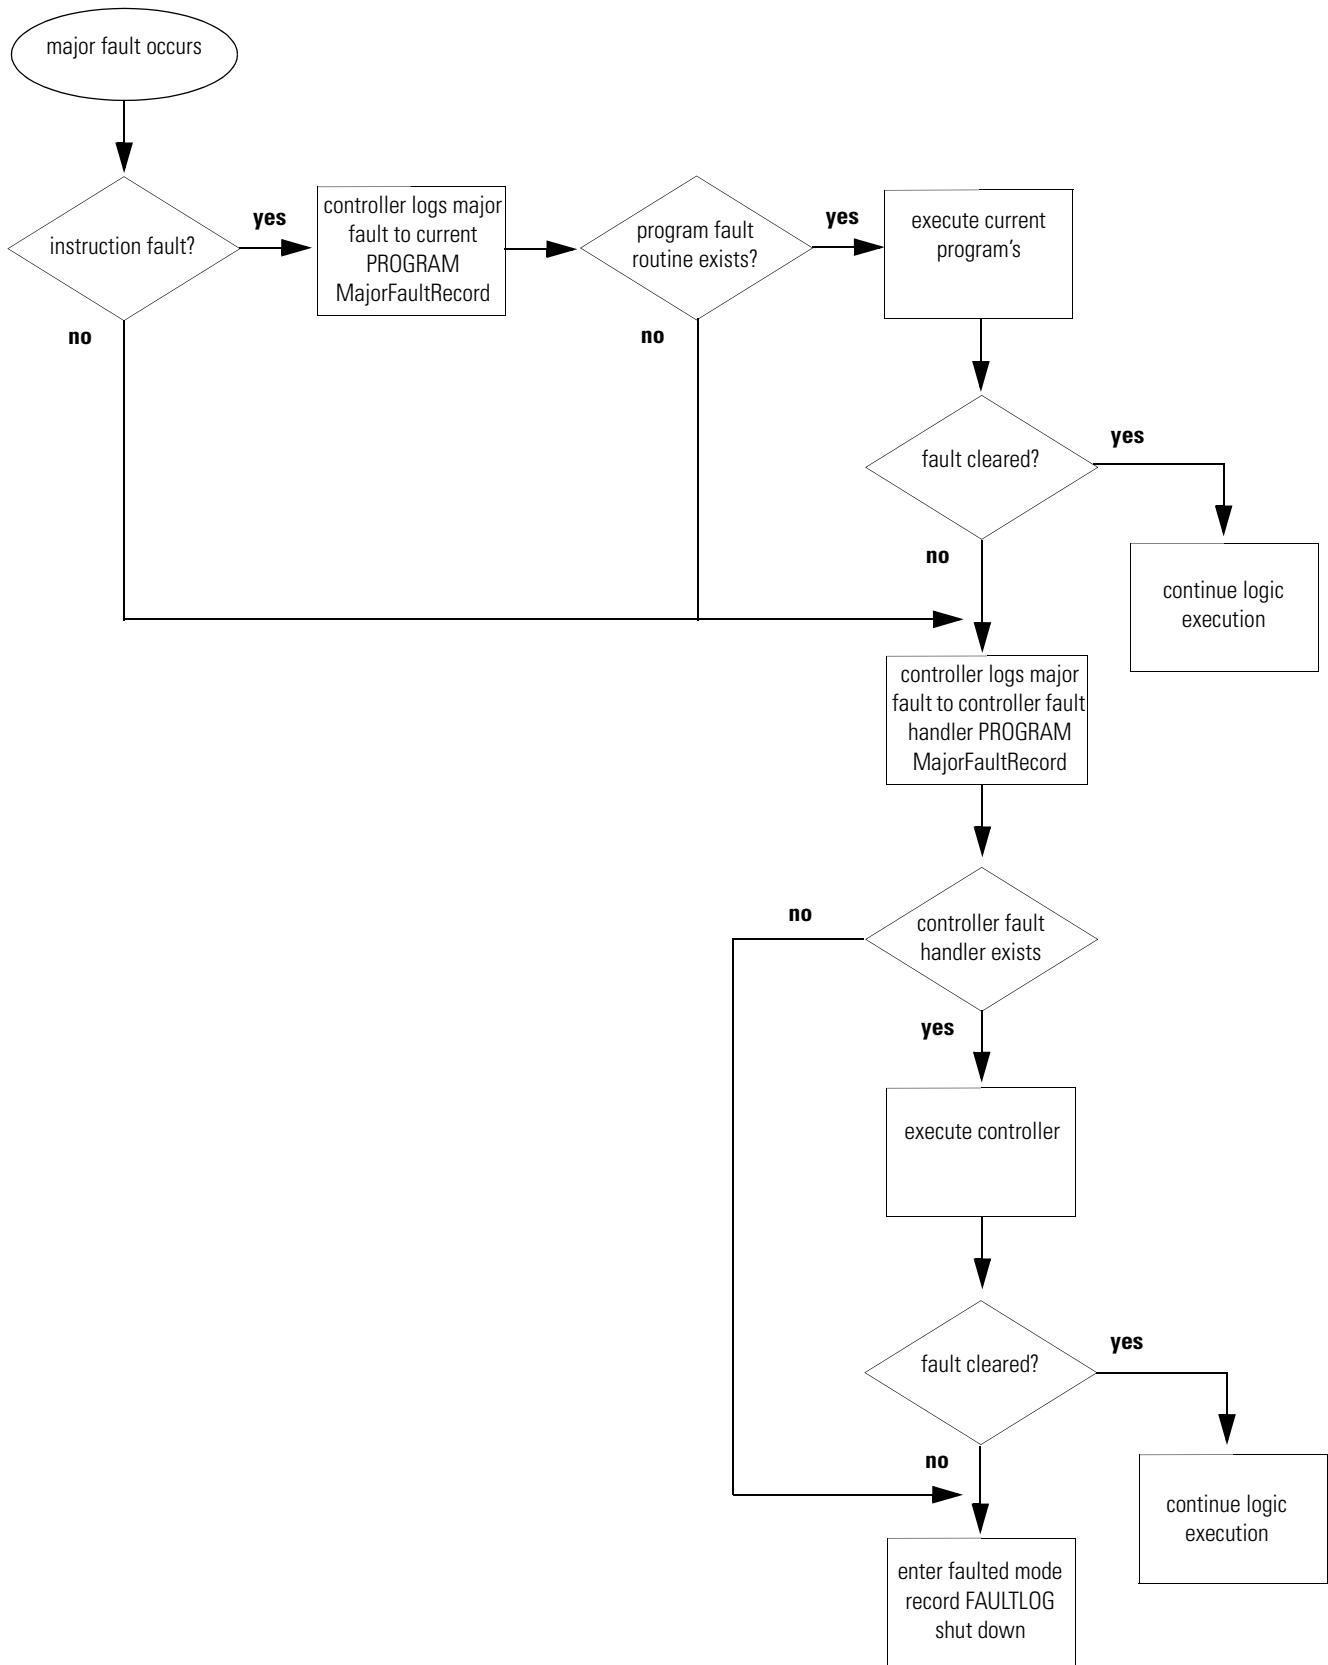 major fault occurs
instruction fault?
yes
no
controller logs major
fault to current
PROGRAM
MajorFaultRecord
program fault
routine exists?
yes
no
execute current
program's
fault cleared?
yes
no
continue logic
execution
controller logs major
fault to controller fault
handler PROGRAM
MajorFaultRecord
controller fault
handler exists
no
yes
execute controller
fault cleared?
yes
no
continue logic
execution
enter faulted mode
record FAULTLOG
shut down